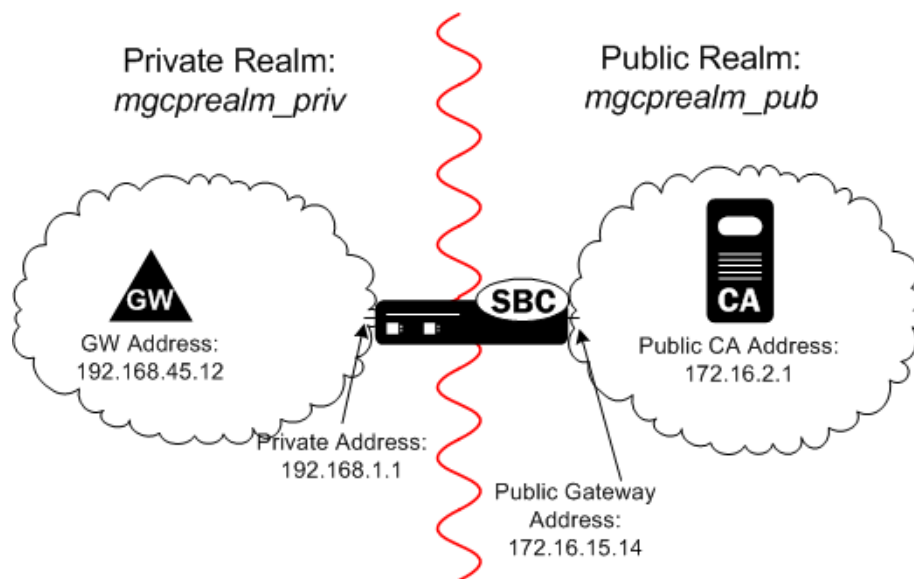 Private Realm:
mgcprealm_priv
Public Realm:
mgcprealm_pub
GW
GW Address:
192.168.45.12
SBC
CA
Public CA Address:
172.16.2.1
Private Address:
192.168.1.1
Public Gateway
Address:
172.16.15.14